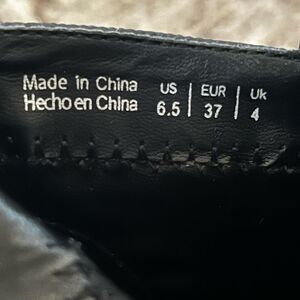 Made in China US | EUR | Uk
Hecho en China 6.5 | 37 | 4